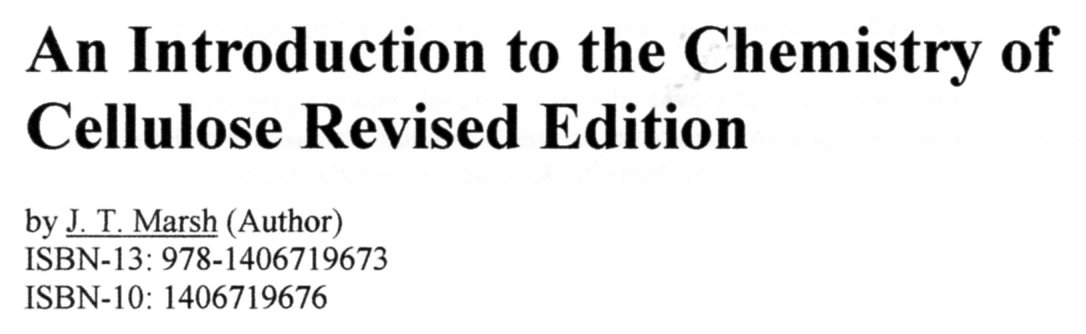 An Introduction to the Chemistry of
Cellulose Revised Edition
by J. T. Marsh (Author)
ISBN-13: 978-1406719673
ISBN-10: 1406719676